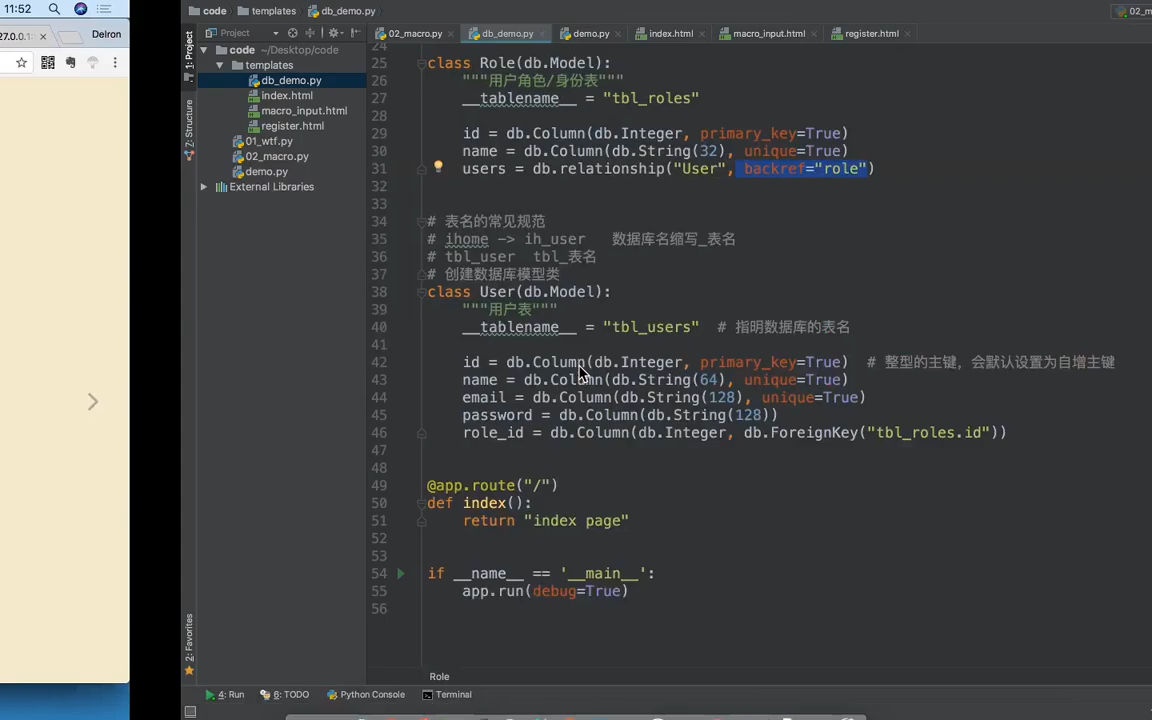 11:52
27.0.0.1
Delron
code
templates
db_demo.py
Project
02_macro.py
db_demo.py
demo.py
index.html
macro_input.html
register.html
1: Project
code ~/Desktop/code
templates
db_demo.py
index.html
macro_input.html
register.html
01_wtf.py
02_macro.py
demo.py
External Libraries
7: Structure
2: Favorites
24
25 class Role(db.Model):
26 """用户角色/身份表"""
27 __tablename__ = "tbl_roles"
28
29 id = db.Column(db.Integer, primary_key=True)
30 name = db.Column(db.String(32), unique=True)
31 users = db.relationship("User", backref="role")
32
33
34 # 表名的常见规范
35 # ihome -> ih_user 数据库名缩写_表名
36 # tbl_user tbl_表名
37 # 创建数据库模型类
38 class User(db.Model):
39 """用户表"""
40 __tablename__ = "tbl_users" # 指明数据库的表名
41
42 id = db.Column(db.Integer, primary_key=True) # 整型的主键，会默认设置为自增主键
43 name = db.Column(db.String(64), unique=True)
44 email = db.Column(db.String(128), unique=True)
45 password = db.Column(db.String(128))
46 role_id = db.Column(db.Integer, db.ForeignKey("tbl_roles.id"))
47
48
49 @app.route("/")
50 def index():
51 return "index page"
52
53
54 if __name__ == '__main__':
55 app.run(debug=True)
56
Role
4: Run
6: TODO
Python Console
Terminal